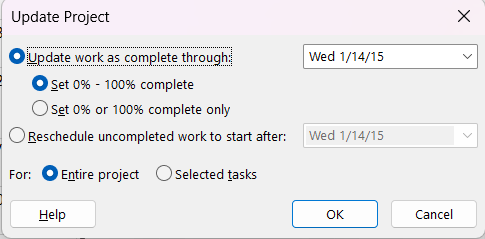 Update Project
Update work as complete through: Wed 1/14/15
Set 0% - 100% complete
Set 0% or 100% complete only
Reschedule uncompleted work to start after: Wed 1/14/15
For: Entire project Selected tasks
Help OK Cancel